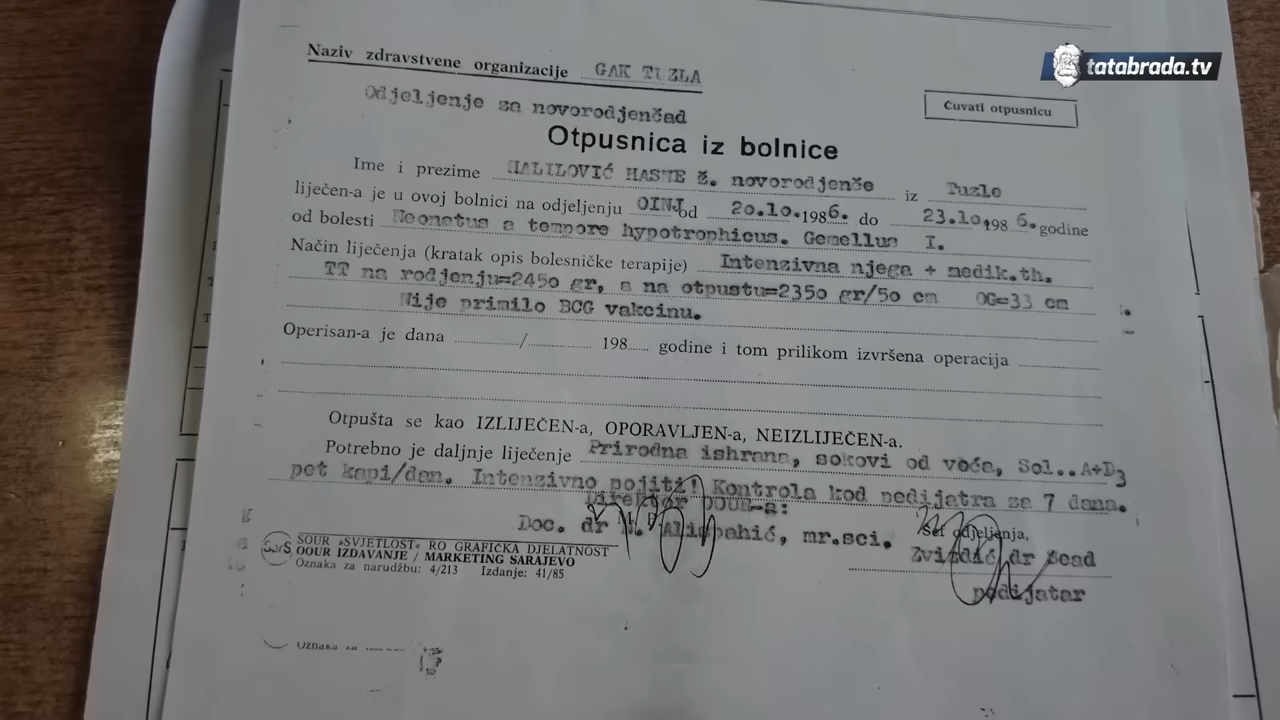 tatabrada.tv
Naziv zdravstvene organizacije GAK TUZLA
Odjeljenje za novorodjenčad
Čuvati otpusnicu
Otpusnica iz bolnice
Ime i prezime HALILOVIĆ HASNE ž. novorodjenče iz Tuzle
liječen-a je u ovoj bolnici na odjeljenju OINJ od 20.10.1986. do 23.10.1986. godine
od bolesti Neonatus a tempore hypotrophicus. Gemellus I.
Način liječenja (kratak opis bolesničke terapije) Intenzivna njega + medik.th.
TT na rodjenju=2450 gr, a na otpustu=2350 gr/50 cm OG=33 cm
Nije primilo BCG vakcinu.
Operisan-a je dana / 198 godine i tom prilikom izvršena operacija
Otpušta se kao IZLIJEČEN-a, OPORAVLJEN-a, NEIZLIJEČEN-a.
Potrebno je daljnje liječenje Prirodna ishrana, sokovi od voća, Sol..A+D3
pet kapi/dan. Intenzivno pojiti! Kontrola kod pedijatra za 7 dana.
Direktor OOUR-a:
Doc. dr Alispahić, mr.sci.
Šef odjeljenja,
Zvizdić dr Sead
pedijatar
SOUR »SVJETLOST« RO GRAFIČKA DJELATNOST
OOUR IZDAVANJE / MARKETING SARAJEVO
Oznaka za narudžbu: 4/213 Izdanje: 41/85
Oznaka za